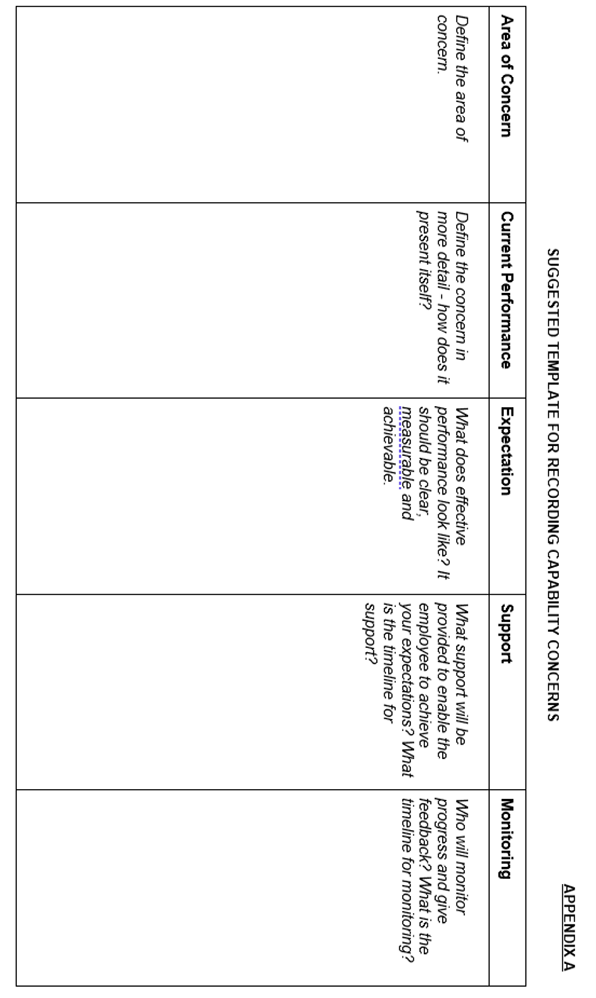 APPENDIX A
SUGGESTED TEMPLATE FOR RECORDING CAPABILITY CONCERNS
Area of Concern
Define the area of
concern.
Current Performance
Define the concern in
more detail - how does it
present itself?
Expectation
What does effective
performance look like? It
should be clear,
measurable and
achievable.
Support
What support will be
provided to enable the
employee to achieve
your expectations? What
is the timeline for
support?
Monitoring
Who will monitor
progress and give
feedback? What is the
timeline for monitoring?